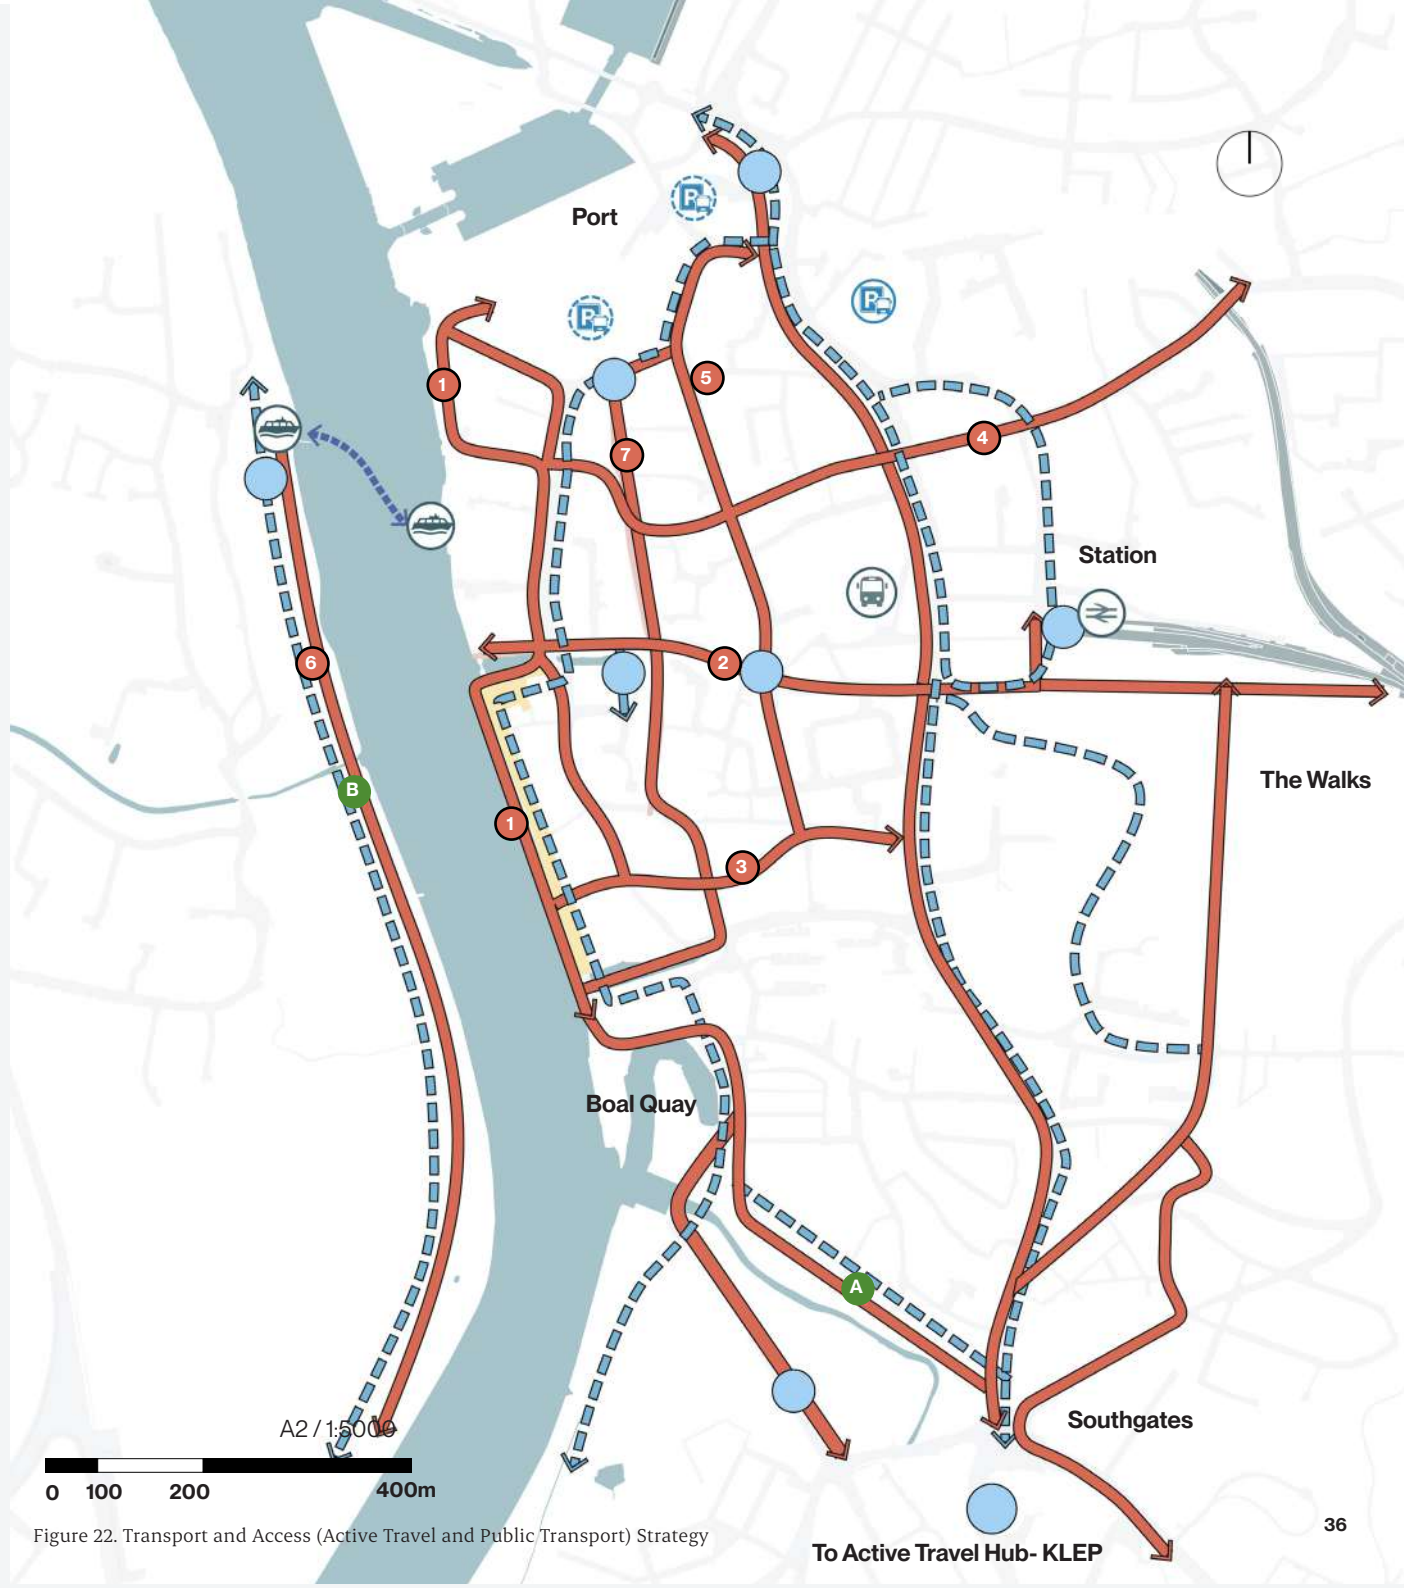 Port
P
P
P
1
5
7
4
Station
2
6
The Walks
B
1
3
Boal Quay
A
A2 / 1:5000
Southgates
0 100 200 400m
36
Figure 22. Transport and Access (Active Travel and Public Transport) Strategy
To Active Travel Hub- KLEP